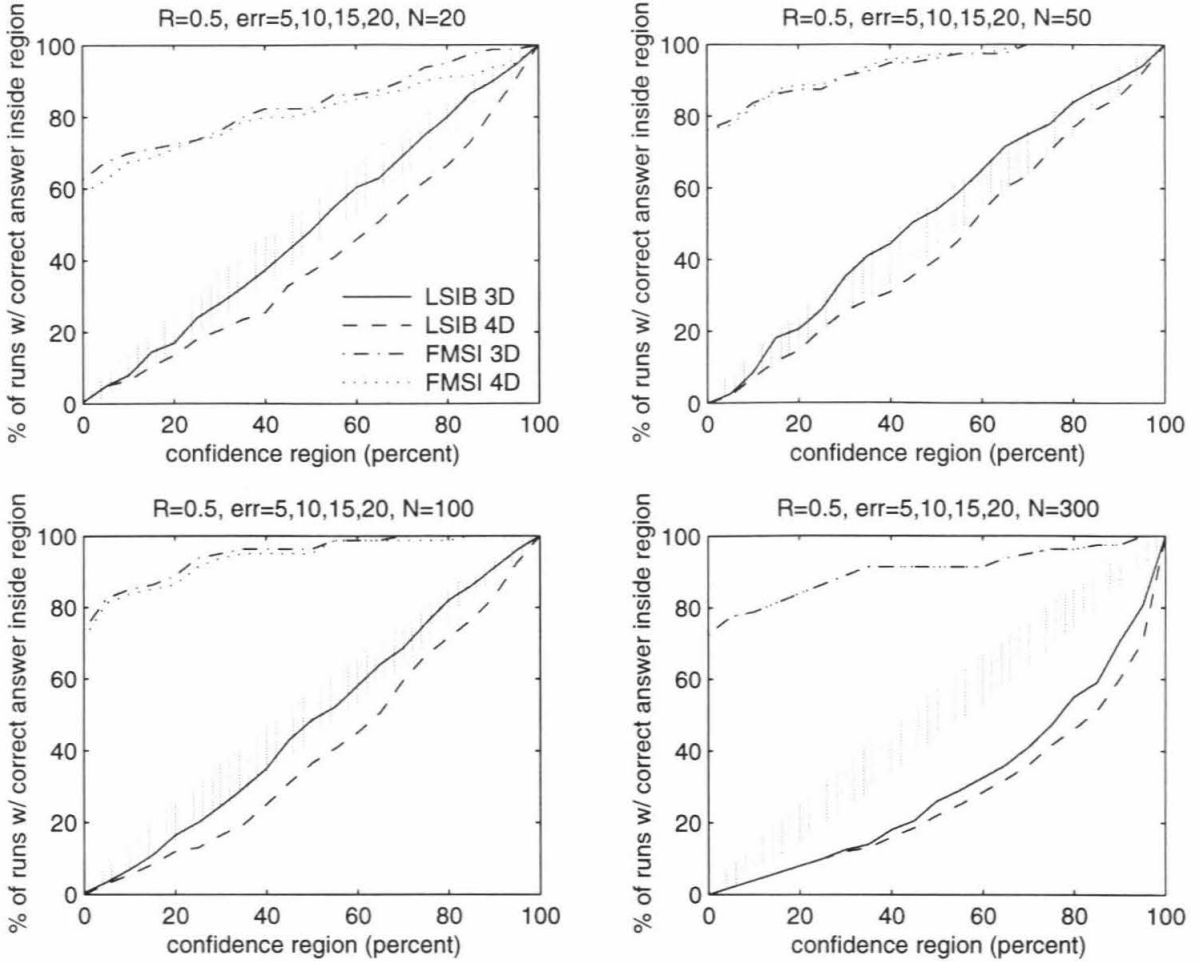 R=0.5, err=5,10,15,20, N=20
% of runs w/ correct answer inside region
100
80
60
40
20
0
LSIB 3D
LSIB 4D
FMSI 3D
FMSI 4D
0 20 40 60 80 100
confidence region (percent)
R=0.5, err=5,10,15,20, N=50
% of runs w/ correct answer inside region
100
80
60
40
20
0
0 20 40 60 80 100
confidence region (percent)
R=0.5, err=5,10,15,20, N=100
% of runs w/ correct answer inside region
100
80
60
40
20
0
0 20 40 60 80 100
confidence region (percent)
R=0.5, err=5,10,15,20, N=300
% of runs w/ correct answer inside region
100
80
60
40
20
0
0 20 40 60 80 100
confidence region (percent)